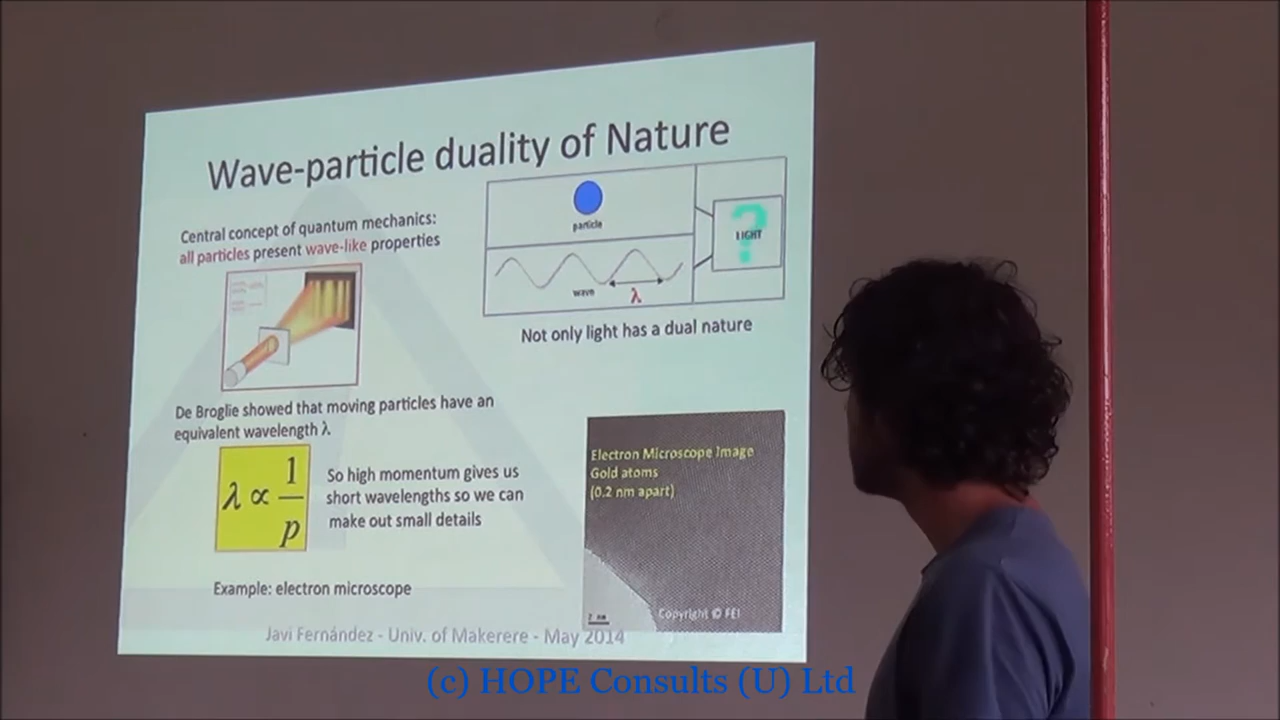 Wave-particle duality of Nature
Central concept of quantum mechanics:
all particles present wave-like properties
particle
wave
λ
LIGHT
?
Not only light has a dual nature
De Broglie showed that moving particles have an
equivalent wavelength λ
λ ∝ 1/p
So high momentum gives us
short wavelengths so we can
make out small details
Example: electron microscope
Electron Microscope Image
Gold atoms
(0.2 nm apart)
2 nm
Copyright © FEI
Javi Fernández - Univ. of Makerere - May 2014
(c) HOPE Consults (U) Ltd